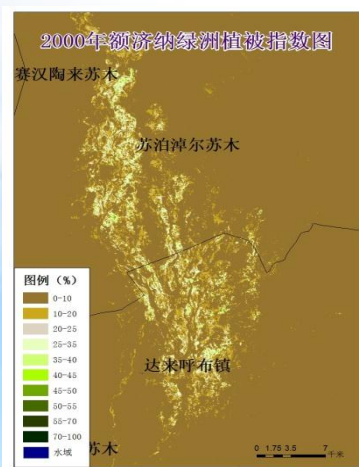 2000年额济纳绿洲植被指数图
赛汉陶来苏木
苏泊淖尔苏木
达来呼布镇
图例（%）
0-10
10-20
20-25
25-35
35-40
40-45
45-50
50-55
55-70
70-100
水域
苏木
0 1.75 3.5 7
千米